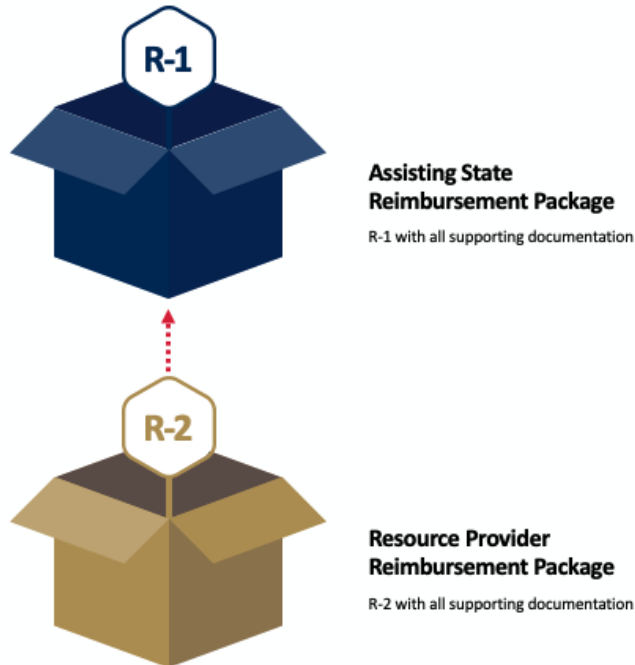 R-1
Assisting State
Reimbursement Package
R-1 with all supporting documentation
R-2
Resource Provider
Reimbursement Package
R-2 with all supporting documentation